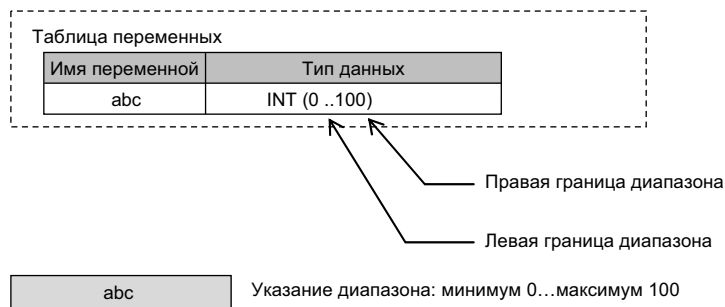 Таблица переменных
Имя переменной Тип данных
abc INT (0 ..100)
Правая граница диапазона
Левая граница диапазона
abc Указание диапазона: минимум 0…максимум 100